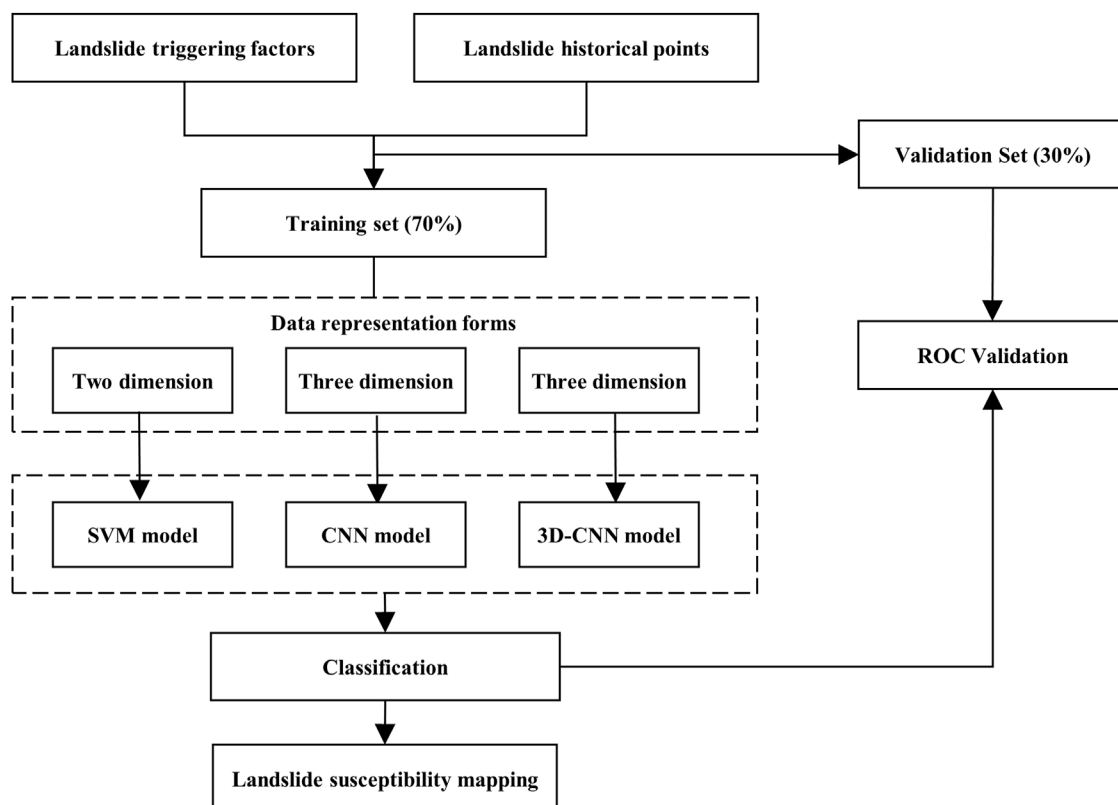 Landslide triggering factors
Landslide historical points
Validation Set (30%)
Training set (70%)
Data representation forms
ROC Validation
Two dimension
Three dimension
Three dimension
SVM model
CNN model
3D-CNN model
Classification
Landslide susceptibility mapping